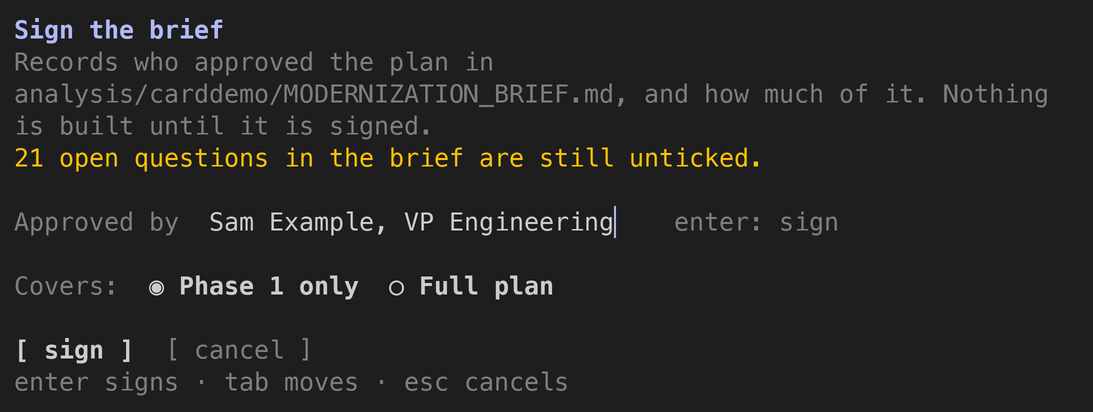 Sign the brief
Records who approved the plan in
analysis/carddemo/MODERNIZATION_BRIEF.md, and how much of it. Nothing
is built until it is signed.
21 open questions in the brief are still unticked.
Approved by  Sam Example, VP Engineering    enter: sign
Covers:  ◉ Phase 1 only  ○ Full plan
[ sign ]  [ cancel ]
enter signs · tab moves · esc cancels